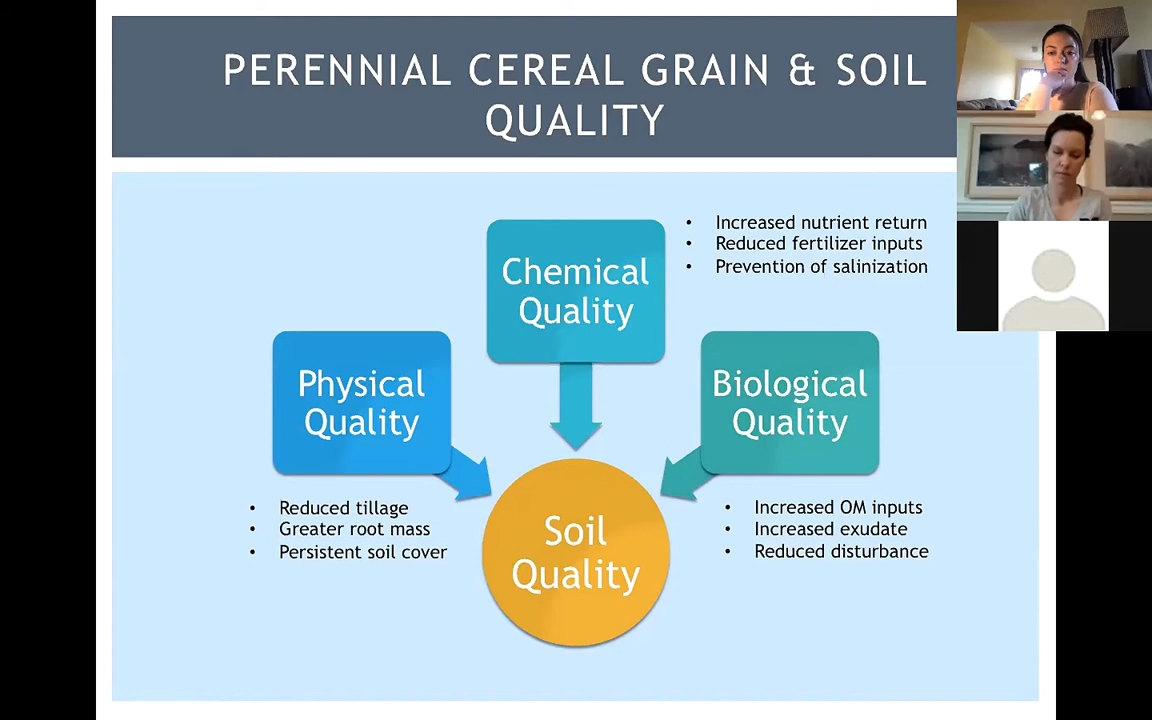 PERENNIAL CEREAL GRAIN & SOIL
QUALITY
Chemical
Quality
• Increased nutrient return
• Reduced fertilizer inputs
• Prevention of salinization
Physical
Quality
• Reduced tillage
• Greater root mass
• Persistent soil cover
Biological
Quality
• Increased OM inputs
• Increased exudate
• Reduced disturbance
Soil
Quality